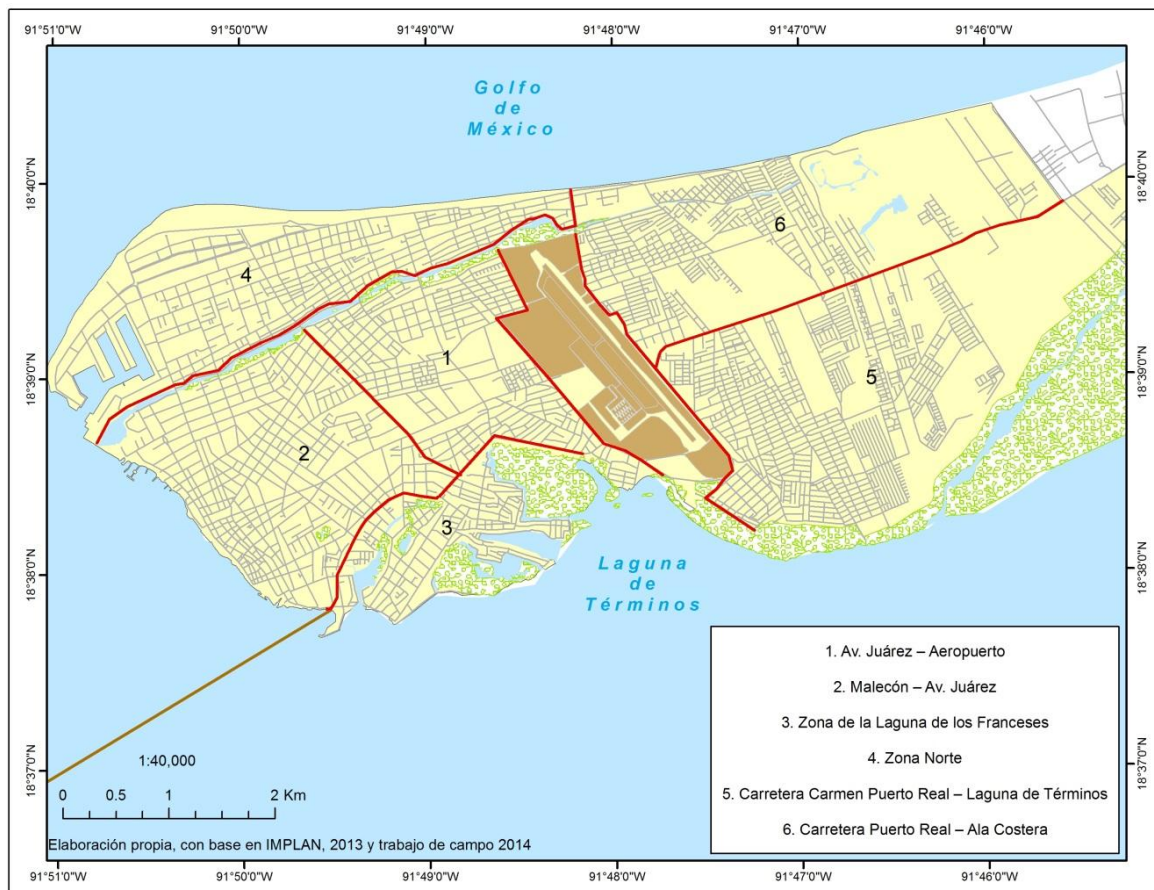 91°51'0"W
91°50'0"W
91°49'0"W
91°48'0"W
91°47'0"W
91°46'0"W
Golfo
de
México
18°40'0"N
18°40'0"N
6
4
1
18°39'0"N
18°39'0"N
5
2
3
Laguna
de
Términos
18°38'0"N
18°38'0"N
1. Av. Juárez – Aeropuerto
2. Malecón – Av. Juárez
3. Zona de la Laguna de los Franceses
4. Zona Norte
5. Carretera Carmen Puerto Real – Laguna de Términos
6. Carretera Puerto Real – Ala Costera
18°37'0"N
18°37'0"N
1:40,000
0 0.5 1 2 Km
Elaboración propia, con base en IMPLAN, 2013 y trabajo de campo 2014
91°51'0"W
91°50'0"W
91°49'0"W
91°48'0"W
91°47'0"W
91°46'0"W